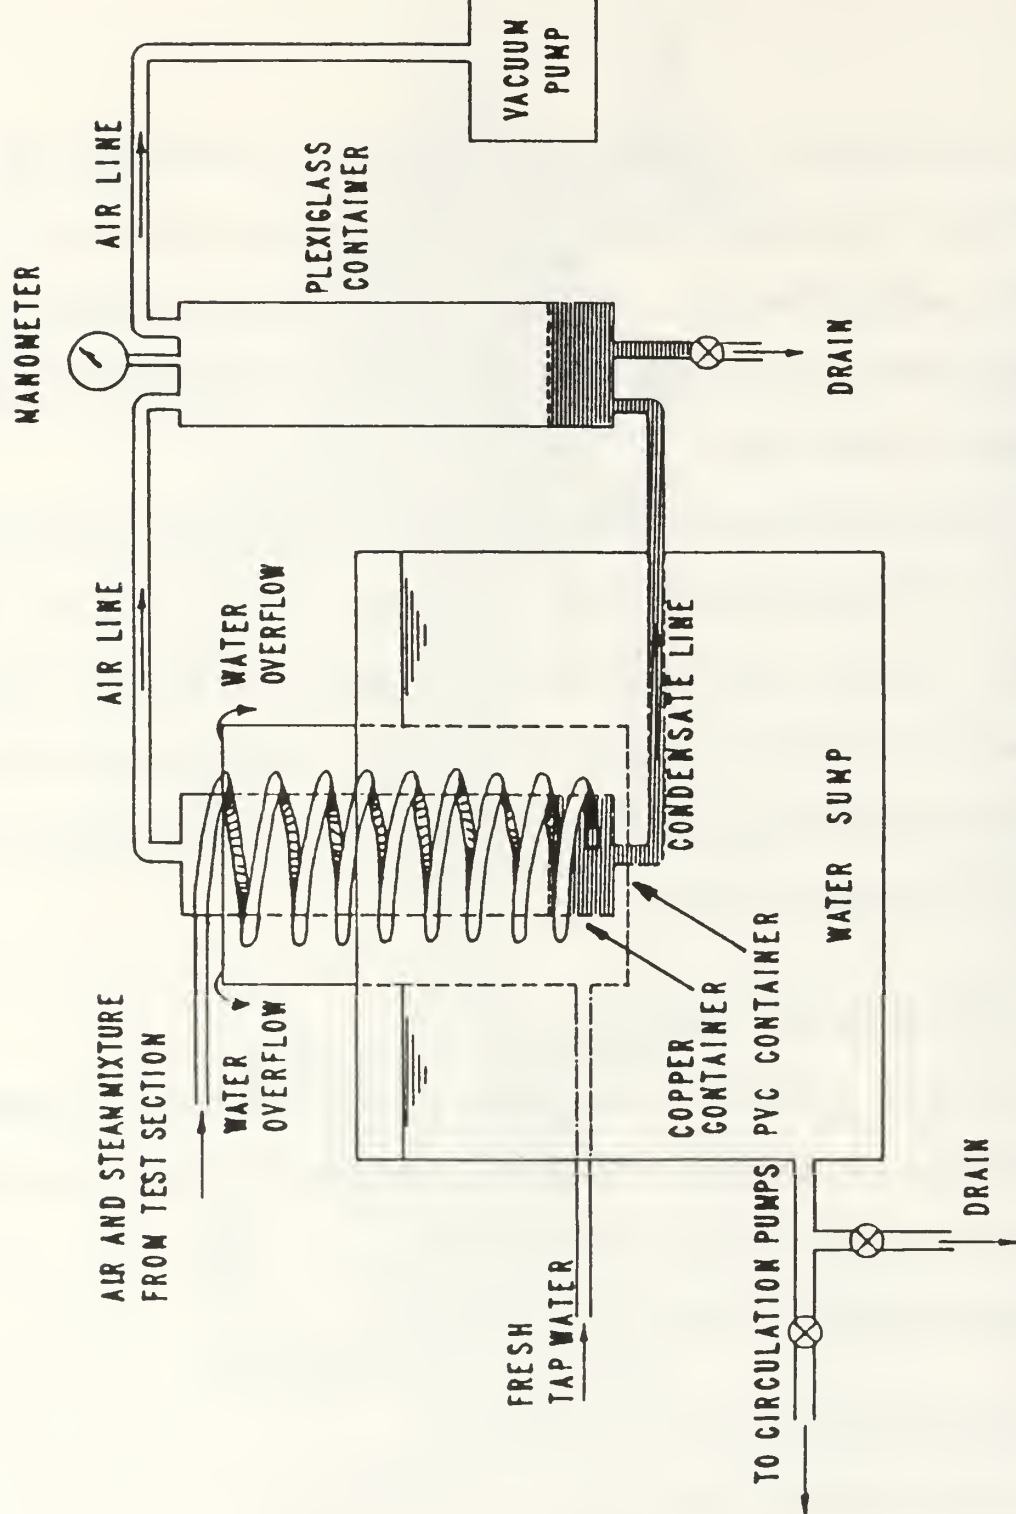 MANOMETER
AIR LINE
AIR LINE
VACUUM
PUMP
PLEXIGLASS
CONTAINER
WATER
OVERFLOW
AIR AND STEAM MIXTURE
FROM TEST SECTION
WATER
OVERFLOW
DRAIN
CONDENSATE LINE
FRESH
TAP WATER
COPPER
CONTAINER
PVC CONTAINER
WATER SUMP
TO CIRCULATION PUMPS
DRAIN